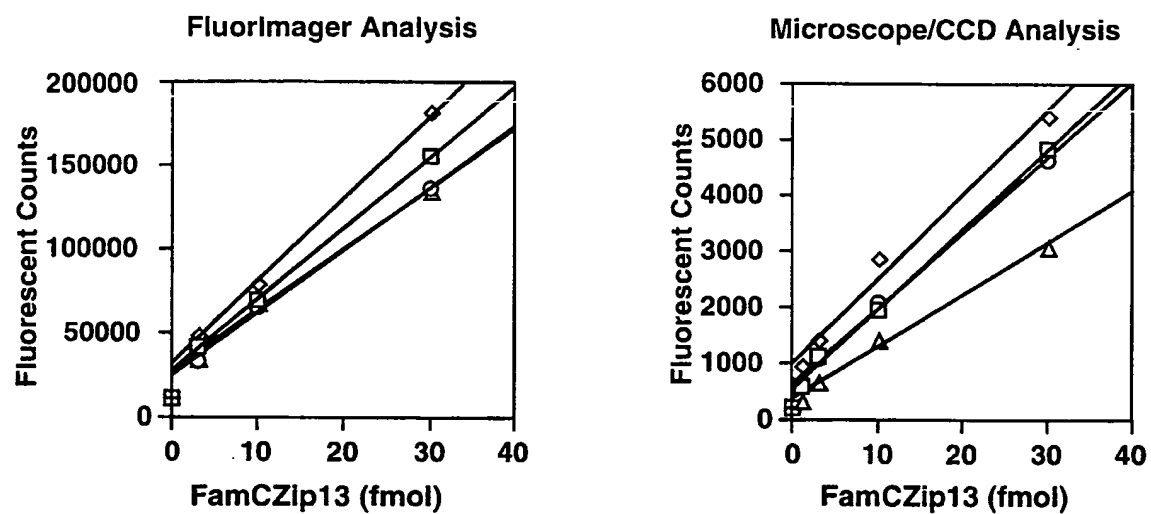 FluorImager Analysis
Microscope/CCD Analysis
Fluorescent Counts
200000
150000
100000
50000
0
0 10 20 30 40
FamCZip13 (fmol)
Fluorescent Counts
6000
5000
4000
3000
2000
1000
0
0 10 20 30 40
FamCZip13 (fmol)